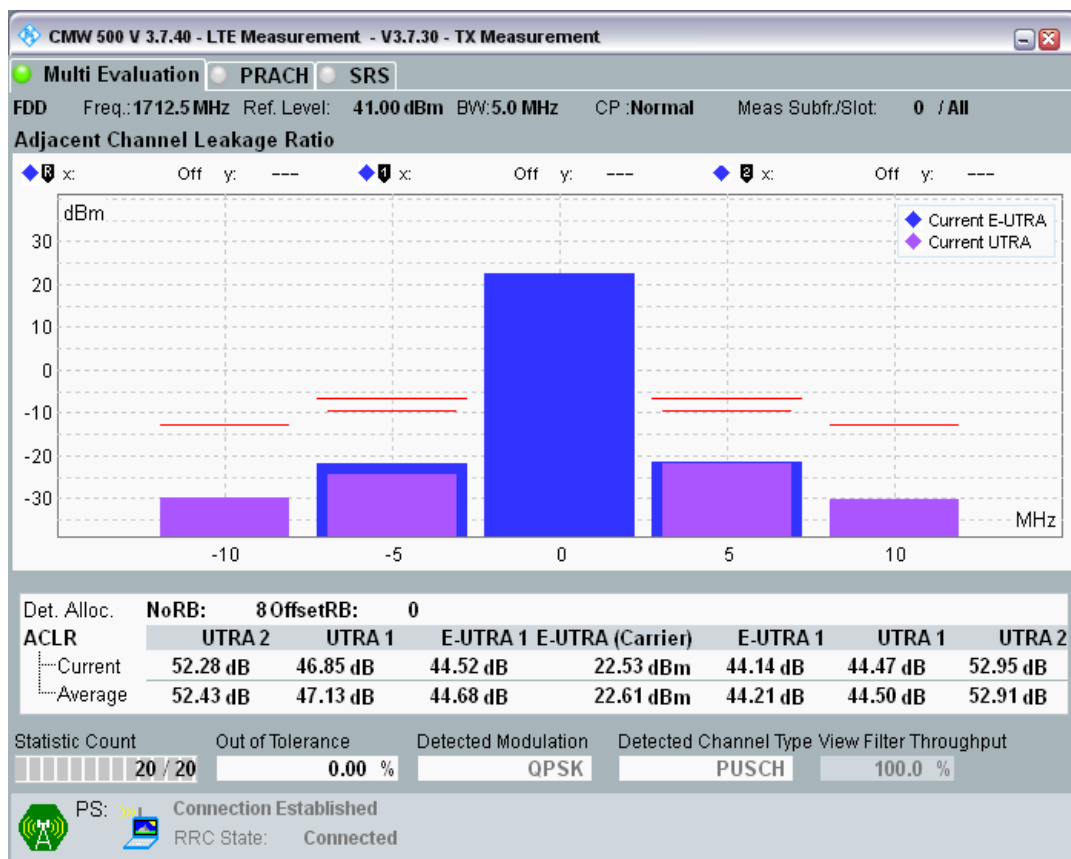 CMW 500 V 3.7.40 - LTE Measurement - V3.7.30 - TX Measurement
Multi Evaluation PRACH SRS
FDD Freq.: 1712.5 MHz Ref. Level: 41.00 dBm BW: 5.0 MHz CP : Normal Meas Subfr./Slot: 0 / All
Adjacent Channel Leakage Ratio
R x: Off y: --- 1 x: Off y: --- 2 x: Off y: ---
dBm
Current E-UTRA
Current UTRA
30
20
10
0
-10
-20
-30
MHz
-10 -5 0 5 10
Det. Alloc. NoRB: 8 OffsetRB: 0
ACLR UTRA 2 UTRA 1 E-UTRA 1 E-UTRA (Carrier) E-UTRA 1 UTRA 1 UTRA 2
Current 52.28 dB 46.85 dB 44.52 dB 22.53 dBm 44.14 dB 44.47 dB 52.95 dB
Average 52.43 dB 47.13 dB 44.68 dB 22.61 dBm 44.21 dB 44.50 dB 52.91 dB
Statistic Count Out of Tolerance Detected Modulation Detected Channel Type View Filter Throughput
20 / 20 0.00 % QPSK PUSCH 100.0 %
PS: Connection Established
RRC State: Connected